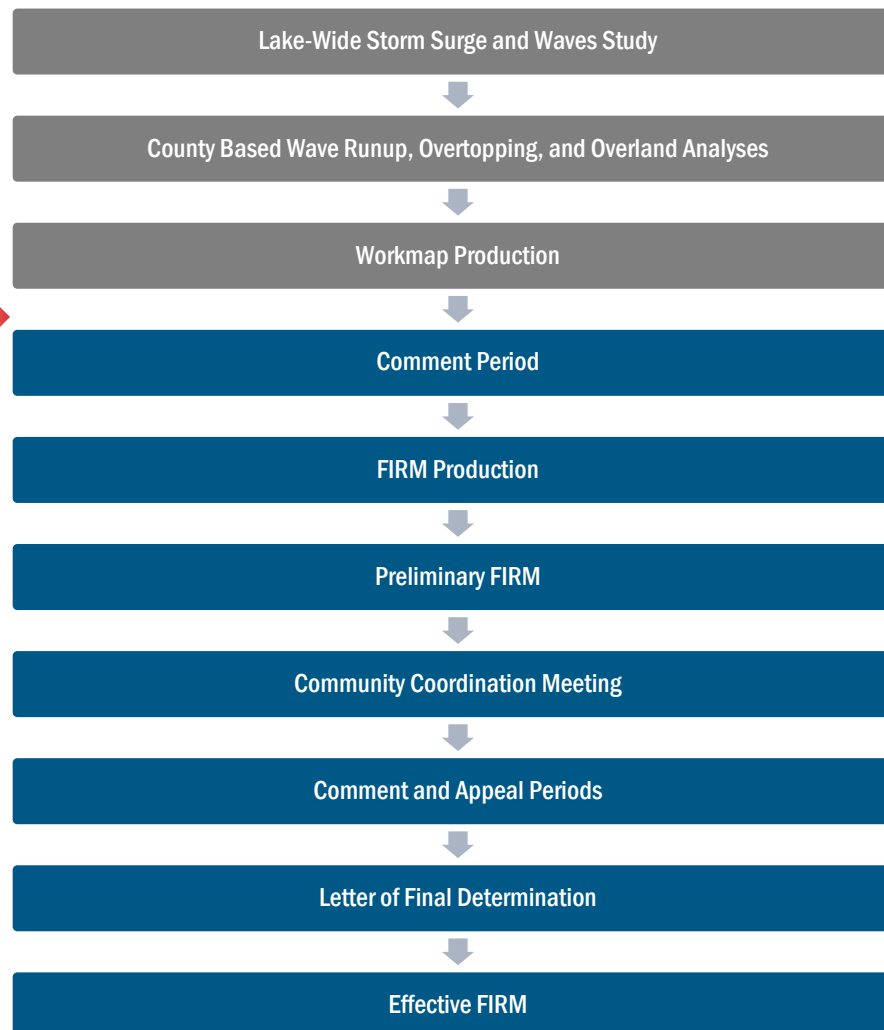 Lake-Wide Storm Surge and Waves Study
County Based Wave Runup, Overtopping, and Overland Analyses
Workmap Production
Comment Period
FIRM Production
Preliminary FIRM
Community Coordination Meeting
Comment and Appeal Periods
Letter of Final Determination
Effective FIRM